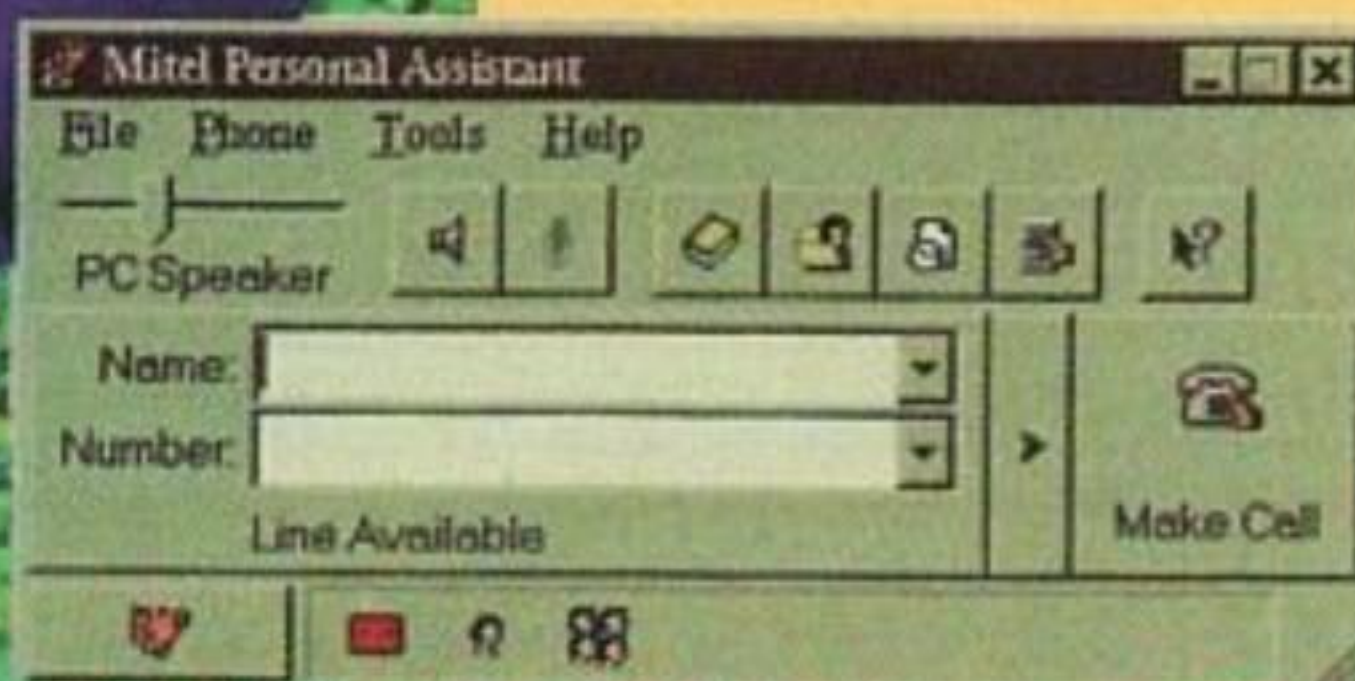 Mitel Personal Assistant
File Phone Tools Help
PC Speaker
Name:
Number:
Line Available
Make Call